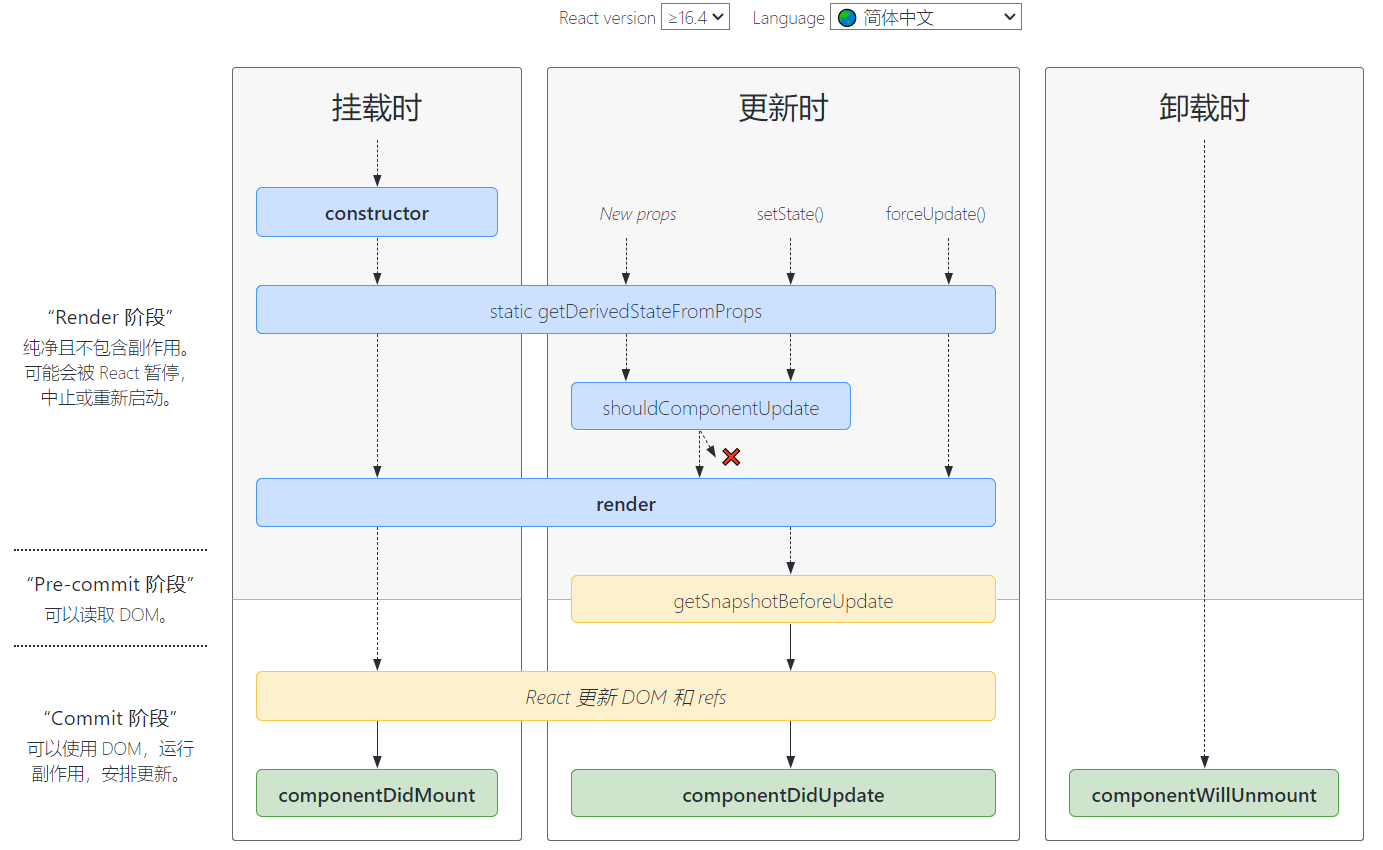 React version ≥16.4 Language 简体中文
挂载时
更新时
卸载时
constructor
New props
setState()
forceUpdate()
static getDerivedStateFromProps
“Render 阶段”
纯净且不包含副作用。
可能会被 React 暂停，
中止或重新启动。
shouldComponentUpdate
render
“Pre-commit 阶段”
可以读取 DOM。
getSnapshotBeforeUpdate
React 更新 DOM 和 refs
“Commit 阶段”
可以使用 DOM，运行
副作用，安排更新。
componentDidMount
componentDidUpdate
componentWillUnmount